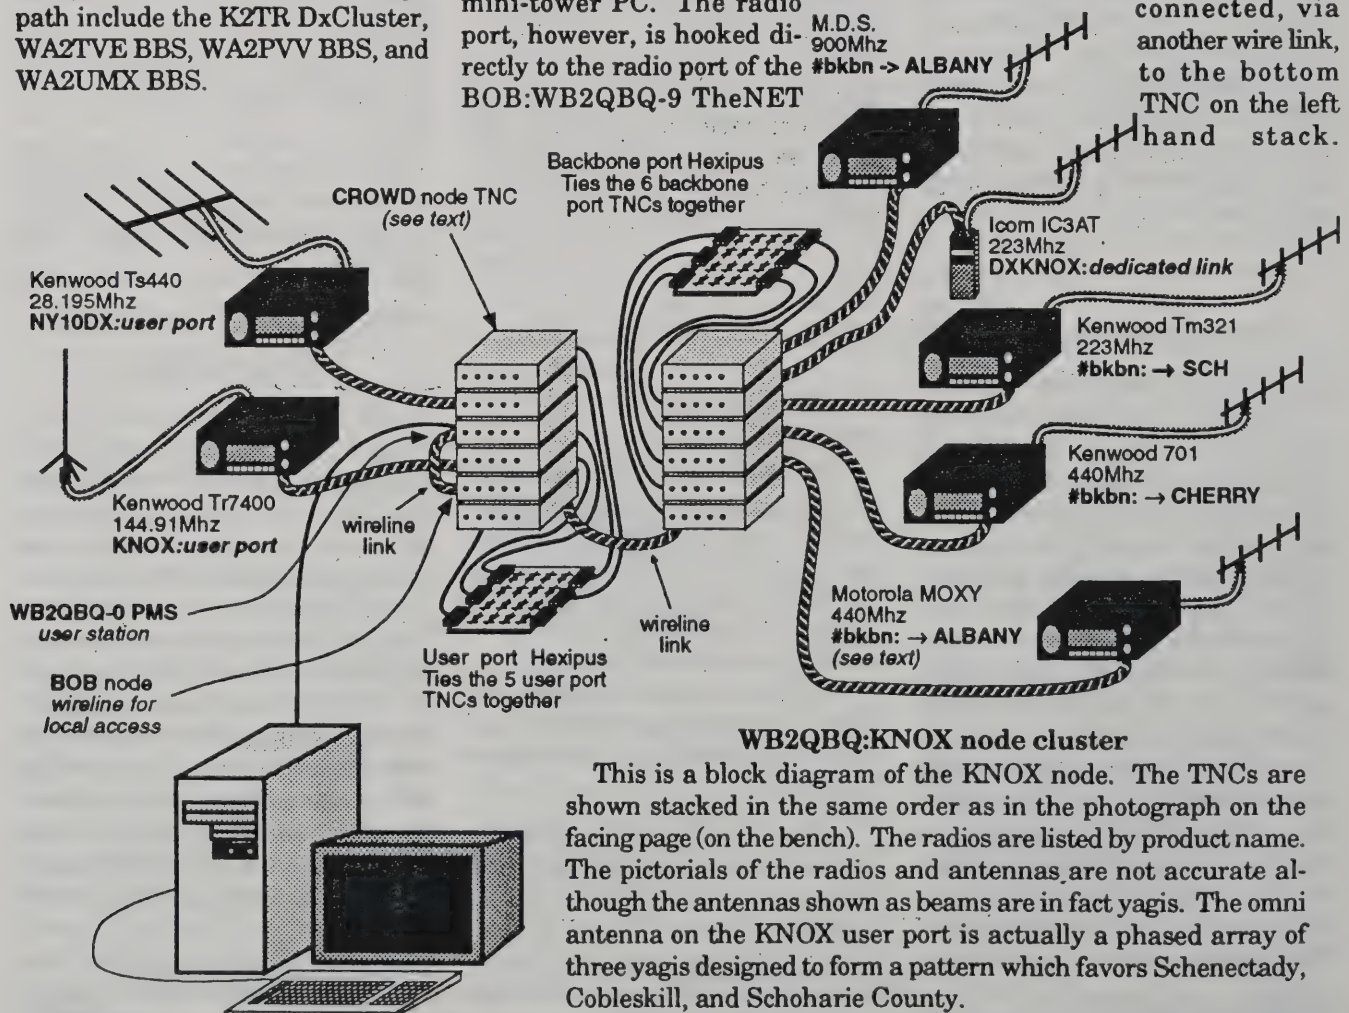 path include the K2TR DxCluster,
WA2TVE BBS, WA2PVV BBS, and
WA2UMX BBS.
mini-tower PC. The radio
port, however, is hooked di-
rectly to the radio port of the
BOB:WB2QBQ-9 TheNET
M.D.S.
900Mhz
#bkbn -> ALBANY
connected, via
another wire link,
to the bottom
TNC on the left
hand stack.
Backbone port Hexipus
Ties the 6 backbone
port TNCs together
CROWD node TNC
(see text)
Icom IC3AT
223Mhz
DXKNOX:dedicated link
Kenwood Ts440
28.195Mhz
NY10DX:user port
Kenwood Tm321
223Mhz
#bkbn: → SCH
Kenwood 701
440Mhz
#bkbn: → CHERRY
Kenwood Tr7400
144.91Mhz
KNOX:user port
wireline
link
WB2QBQ-0 PMS
user station
BOB node
wireline for
local access
User port Hexipus
Ties the 5 user port
TNCs together
wireline
link
Motorola MOXY
440Mhz
#bkbn: → ALBANY
(see text)
WB2QBQ:KNOX node cluster
This is a block diagram of the KNOX node. The TNCs are
shown stacked in the same order as in the photograph on the
facing page (on the bench). The radios are listed by product name.
The pictorials of the radios and antennas are not accurate al-
though the antennas shown as beams are in fact yagis. The omni
antenna on the KNOX user port is actually a phased array of
three yagis designed to form a pattern which favors Schenectady,
Cobleskill, and Schoharie County.